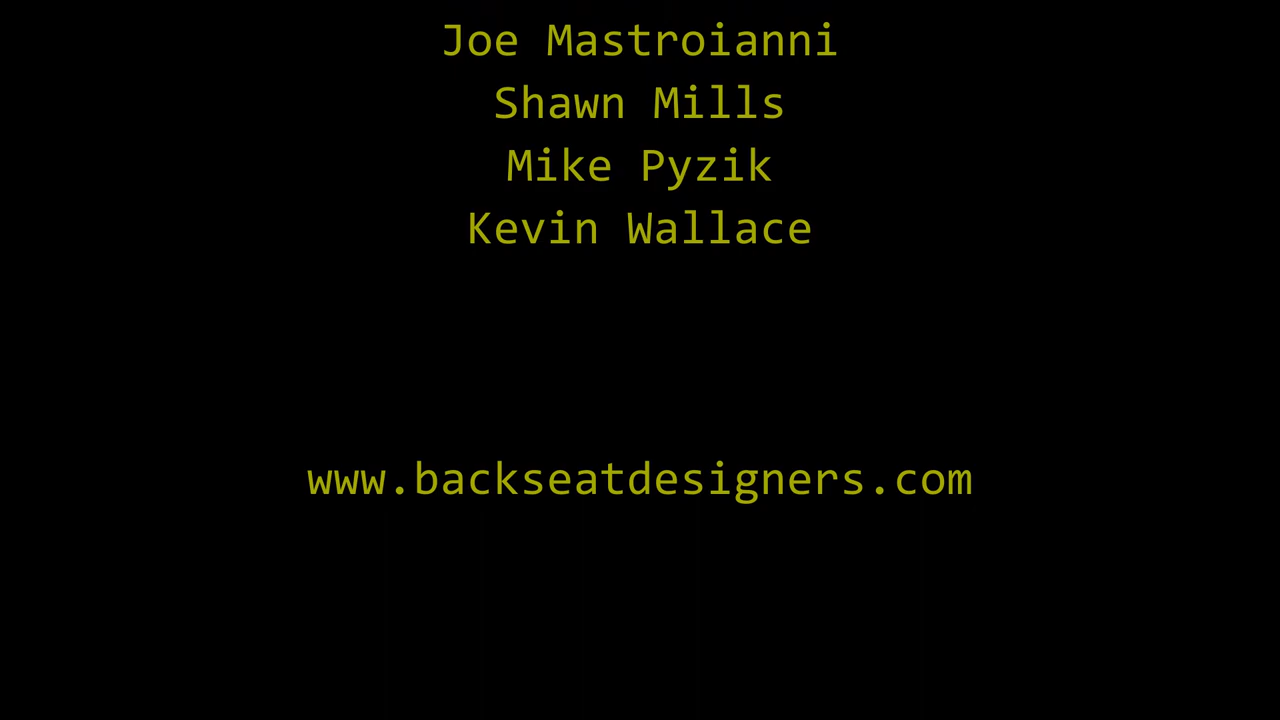 Joe Mastroianni
Shawn Mills
Mike Pyzik
Kevin Wallace
www.backseatdesigners.com